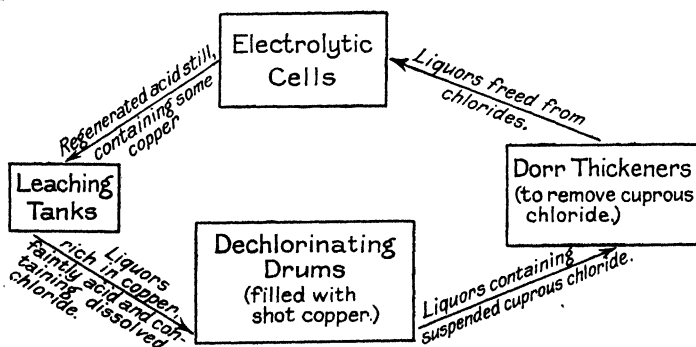 Electrolytic
Cells
Regenerated acid still,
containing some
copper
Liquors freed from
chlorides.
Leaching
Tanks
Dorr Thickeners
(to remove cuprous
chloride.)
Liquors
rich in copper,
faintly acid and con-
taining dissolved
chloride.
Dechlorinating
Drums
(filled with
shot copper.)
Liquors containing
suspended cuprous chloride.